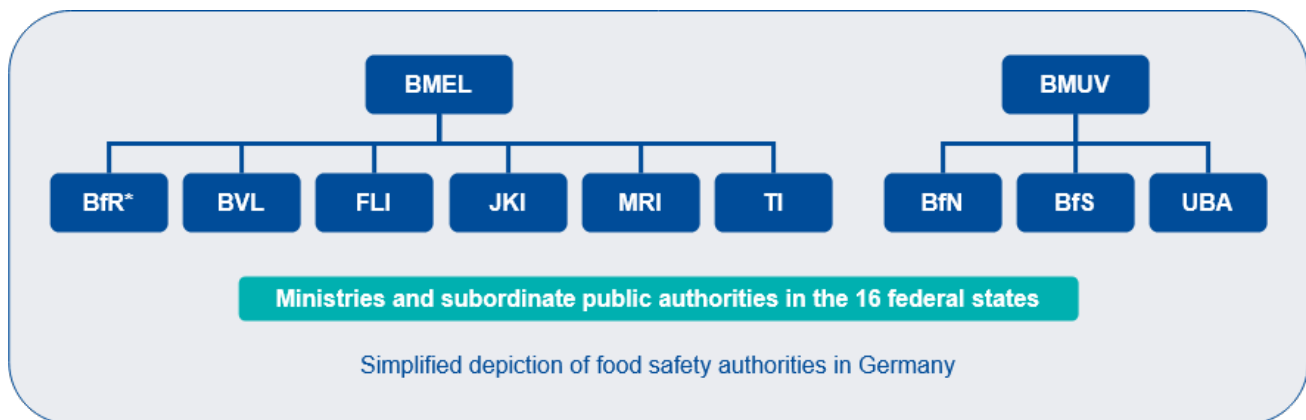 BMEL
BMUV
BfR*
BVL
FLI
JKI
MRI
TI
BfN
BfS
UBA
Ministries and subordinate public authorities in the 16 federal states
Simplified depiction of food safety authorities in Germany